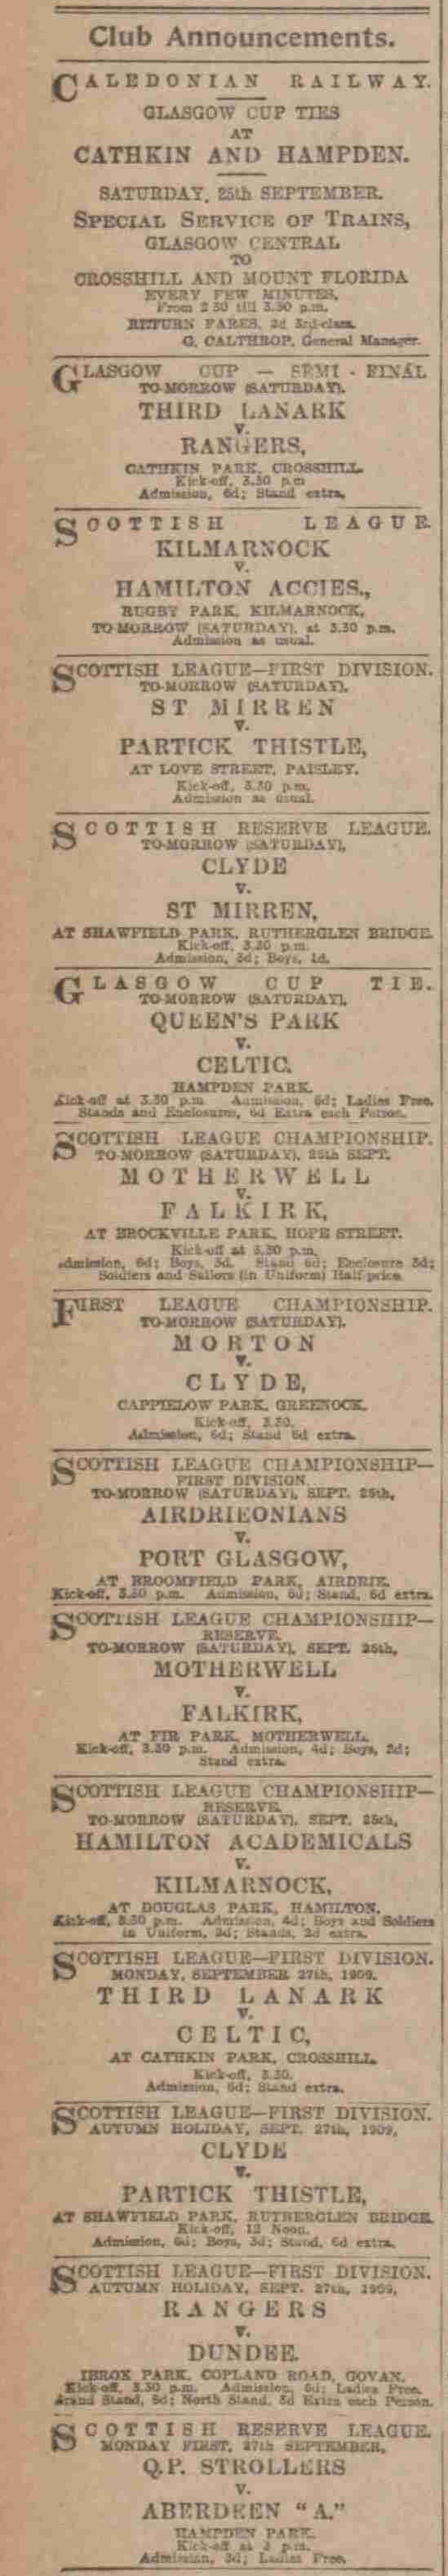 Club Announcements.
CALEDONIAN RAILWAY.
GLASGOW CUP TIES
AT
CATHKIN AND HAMPDEN.
SATURDAY, 25th SEPTEMBER.
SPECIAL SERVICE OF TRAINS,
GLASGOW CENTRAL
TO
CROSSHILL AND MOUNT FLORIDA
EVERY FEW MINUTES,
From 2 30 till 3.30 p.m.
RETURN FARES, 2d 3rd-class.
G. CALTHROP, General Manager.
GLASGOW CUP — SEMI-FINAL
TO-MORROW (SATURDAY).
THIRD LANARK
V.
RANGERS,
CATHKIN PARK, CROSSHILL.
Kick-off, 3.30 p.m
Admission, 6d; Stand extra.
SCOTTISH LEAGUE.
KILMARNOCK
V.
HAMILTON ACCIES.,
RUGBY PARK, KILMARNOCK,
TO-MORROW (SATURDAY), at 3.30 p.m.
Admission as usual.
SCOTTISH LEAGUE—FIRST DIVISION.
TO-MORROW (SATURDAY).
ST MIRREN
V.
PARTICK THISTLE,
AT LOVE STREET, PAISLEY.
Kick-off, 3.30 p.m.
Admission as usual.
SCOTTISH RESERVE LEAGUE.
TO-MORROW (SATURDAY),
CLYDE
V.
ST MIRREN,
AT SHAWFIELD PARK, RUTHERGLEN BRIDGE.
Kick-off, 3.30 p.m.
Admission, 3d; Boys, 1d.
GLASGOW CUP TIE.
TO-MORROW (SATURDAY),
QUEEN'S PARK
V.
CELTIC.
HAMPDEN PARK.
Kick-off at 3.30 p.m. Admission, 6d; Ladies Free.
Stands and Enclosures, 6d Extra each Person.
SCOTTISH LEAGUE CHAMPIONSHIP.
TO-MORROW (SATURDAY), 25th SEPT.
MOTHERWELL
V.
FALKIRK,
AT BROCKVILLE PARK, HOPE STREET.
Kick-off at 3.30 p.m.
Admission, 6d; Boys, 3d. Stand 6d; Enclosure 3d;
Soldiers and Sailors (in Uniform) Half-price.
FIRST LEAGUE CHAMPIONSHIP.
TO-MORROW (SATURDAY).
MORTON
V.
CLYDE,
CAPPIELOW PARK, GREENOCK.
Kick-off, 3.30.
Admission, 6d; Stand 6d extra.
SCOTTISH LEAGUE CHAMPIONSHIP—
FIRST DIVISION.
TO-MORROW (SATURDAY), SEPT. 25th,
AIRDRIEONIANS
V.
PORT GLASGOW,
AT BROOMFIELD PARK, AIRDRIE.
Kick-off, 3.30 p.m. Admission, 6d; Stand, 6d extra.
SCOTTISH LEAGUE CHAMPIONSHIP—
RESERVE.
TO-MORROW (SATURDAY), SEPT. 25th,
MOTHERWELL
V.
FALKIRK,
AT FIR PARK, MOTHERWELL.
Kick-off, 3.30 p.m. Admission, 4d; Boys, 2d;
Stand extra.
SCOTTISH LEAGUE CHAMPIONSHIP—
RESERVE.
TO-MORROW (SATURDAY), SEPT. 25th,
HAMILTON ACADEMICALS
V.
KILMARNOCK,
AT DOUGLAS PARK, HAMILTON.
Kick-off, 3.30 p.m. Admission, 4d; Boys and Soldiers
in Uniform, 2d; Stands, 2d extra.
SCOTTISH LEAGUE—FIRST DIVISION.
MONDAY, SEPTEMBER 27th, 1909.
THIRD LANARK
V.
CELTIC,
AT CATHKIN PARK, CROSSHILL.
Kick-off, 3.30.
Admission, 6d; Stand extra.
SCOTTISH LEAGUE—FIRST DIVISION.
AUTUMN HOLIDAY, SEPT. 27th, 1909,
CLYDE
V.
PARTICK THISTLE,
AT SHAWFIELD PARK, RUTHERGLEN BRIDGE.
Kick-off, 12 Noon.
Admission, 6d; Boys, 3d; Stand, 6d extra.
SCOTTISH LEAGUE—FIRST DIVISION.
AUTUMN HOLIDAY, SEPT. 27th, 1909,
RANGERS
V.
DUNDEE.
IBROX PARK, COPLAND ROAD, GOVAN.
Kick-off, 3.30 p.m. Admission, 6d; Ladies Free.
Grand Stand, 6d; North Stand, 3d Extra each Person.
SCOTTISH RESERVE LEAGUE.
MONDAY FIRST, 27th SEPTEMBER,
Q.P. STROLLERS
V.
ABERDEEN "A."
HAMPDEN PARK.
Kick-off at 3 p.m.
Admission, 3d; Ladies Free.